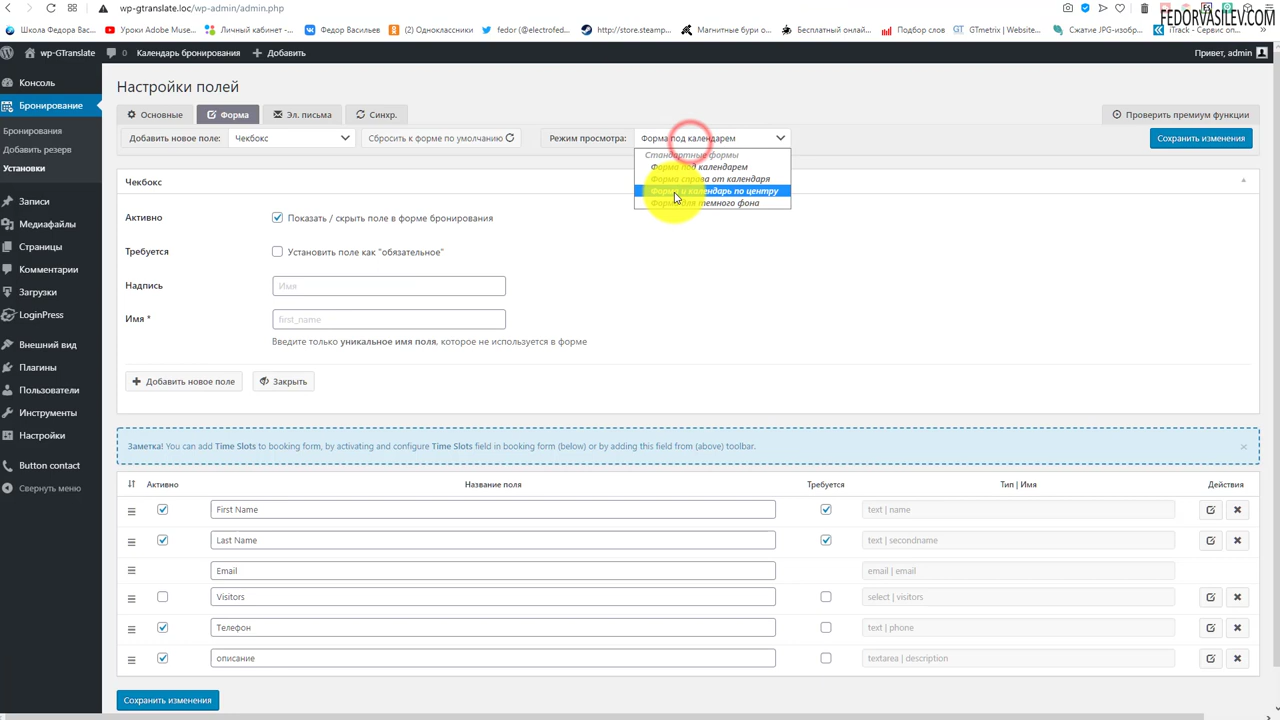 wp-gtranslate.loc/wp-admin/admin.php
FEDORVASILEV.COM
Школа Федора Вас...
Уроки Adobe Muse...
Личный кабинет - ...
Федор Васильев
(2) Одноклассники
fedor (@electrofed...
http://store.steamp...
Магнитные бури о...
Бесплатный онлай...
Подбор слов
GTmetrix | Website...
Сжатие JPG-изобр...
iTrack - Сервис оп...
wp-GTranslate
0
Календарь бронирования
Добавить
Привет, admin
Консоль
Бронирование
Бронирования
Добавить резерв
Установки
Записи
Медиафайлы
Страницы
Комментарии
Загрузки
LoginPress
Внешний вид
Плагины
Пользователи
Инструменты
Настройки
Button contact
Свернуть меню
Настройки полей
Основные
Форма
Эл. письма
Синхр.
Проверить премиум функции
Добавить новое поле:
Чекбокс
Сбросить к форме по умолчанию
Режим просмотра:
Форма под календарем
Сохранить изменения
Стандартные формы
Форма под календарем
Форма справа от календаря
Форма и календарь по центру
Форма для темного фона
Чекбокс
Активно
Показать / скрыть поле в форме бронирования
Требуется
Установить поле как "обязательное"
Надпись
Имя
Имя *
first_name
Введите только уникальное имя поля, которое не используется в форме
Добавить новое поле
Закрыть
Заметка! You can add Time Slots to booking form, by activating and configure Time Slots field in booking form (below) or by adding this field from (above) toolbar.
Активно
Название поля
Требуется
Тип | Имя
Действия
First Name
text | name
Last Name
text | secondname
Email
email | email
Visitors
select | visitors
Телефон
text | phone
описание
textarea | description
Сохранить изменения